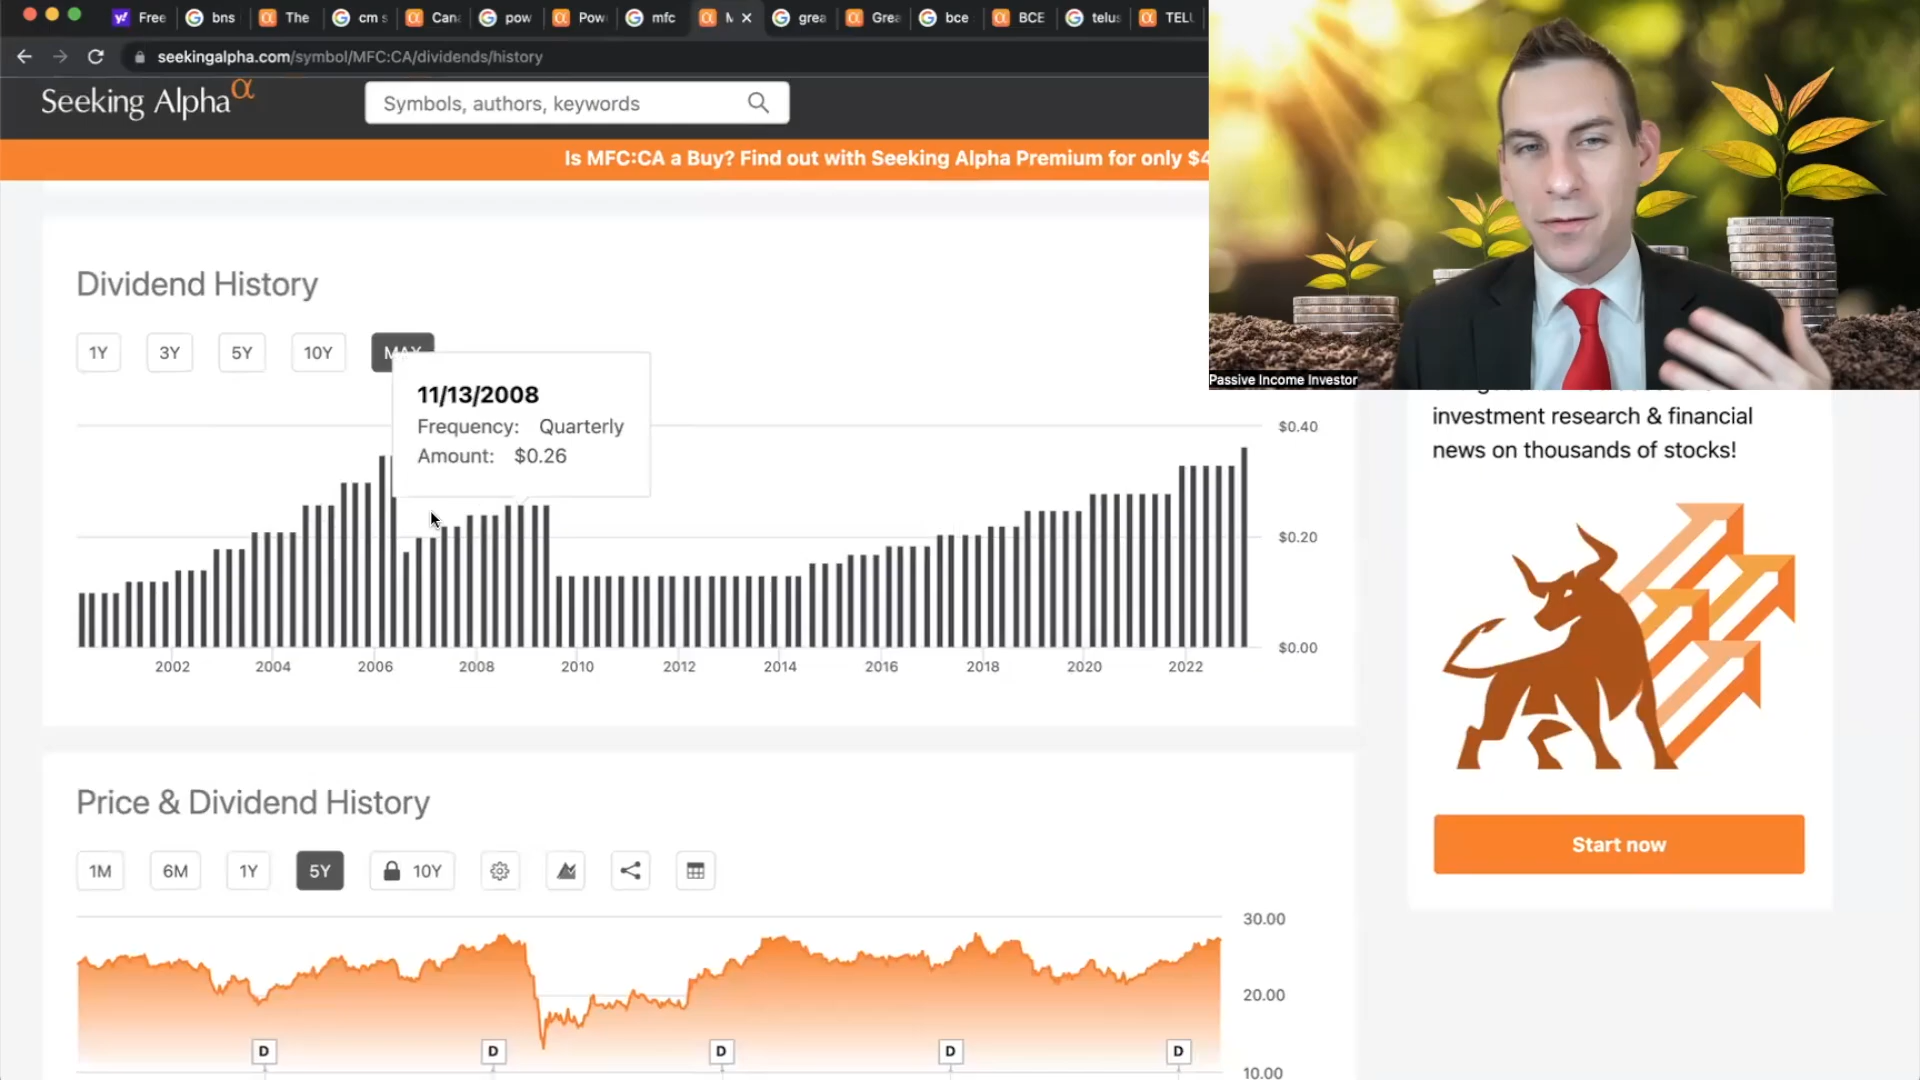 Free
bns
The
cm s
Can
pow
Pow
mfc
M
grea
Grea
bce
BCE
telus
TELU
seekingalpha.com/symbol/MFC:CA/dividends/history
Seeking Alpha α
Symbols, authors, keywords
Is MFC:CA a Buy? Find out with Seeking Alpha Premium for only $4
Passive Income Investor
Dividend History
1Y 3Y 5Y 10Y MAX
11/13/2008
Frequency: Quarterly
Amount: $0.26
$0.40
$0.20
$0.00
2002 2004 2006 2008 2010 2012 2014 2016 2018 2020 2022
investment research & financial
news on thousands of stocks!
Start now
Price & Dividend History
1M 6M 1Y 5Y 10Y
30.00
20.00
10.00
D D D D D